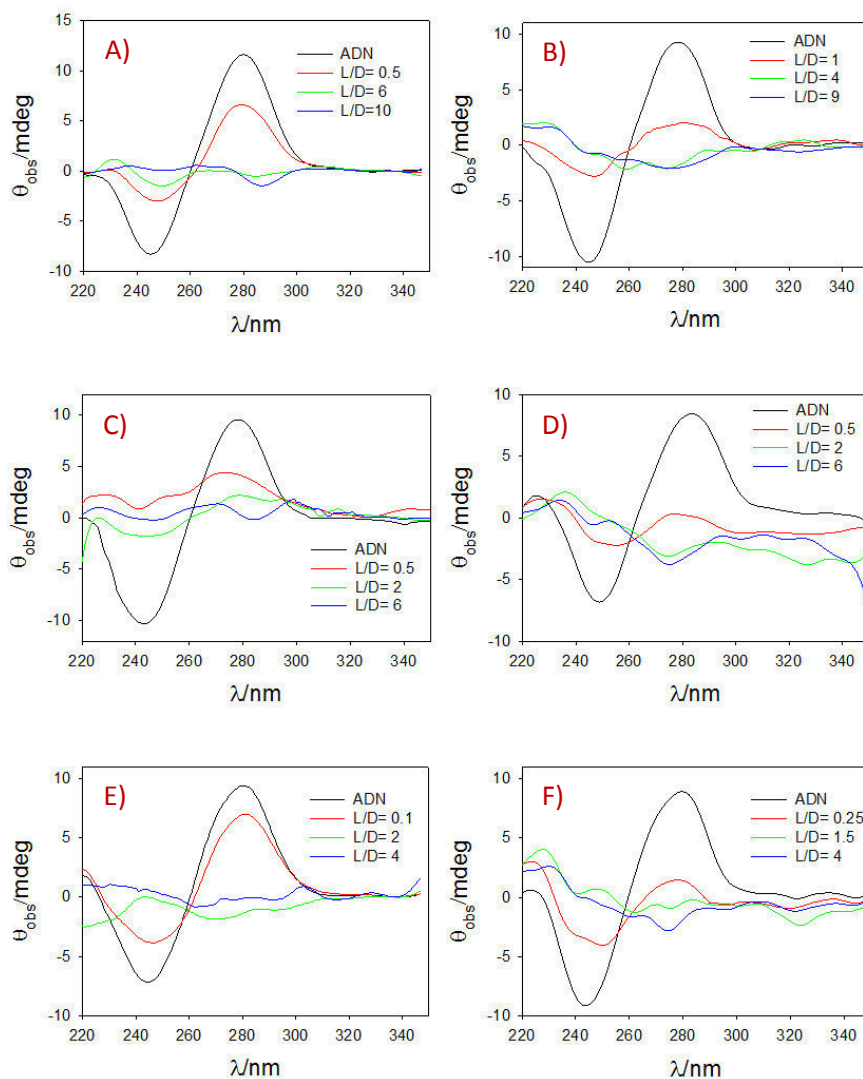 A)
15
10
5
0
-5
-10
θobs/mdeg
ADN
L/D= 0.5
L/D= 6
L/D=10
220 240 260 280 300 320 340
λ/nm
B)
10
5
0
-5
-10
θobs/mdeg
ADN
L/D= 1
L/D= 4
L/D= 9
220 240 260 280 300 320 340
λ/nm
C)
10
5
0
-5
-10
θobs/mdeg
ADN
L/D= 0.5
L/D= 2
L/D= 6
220 240 260 280 300 320 340
λ/nm
D)
10
5
0
-5
-10
θobs/mdeg
ADN
L/D= 0.5
L/D= 2
L/D= 6
220 240 260 280 300 320 340
λ/nm
E)
10
5
0
-5
-10
θobs/mdeg
ADN
L/D= 0.1
L/D= 2
L/D= 4
220 240 260 280 300 320 340
λ/nm
F)
10
5
0
-5
-10
θobs/mdeg
ADN
L/D= 0.25
L/D= 1.5
L/D= 4
220 240 260 280 300 320 340
λ/nm